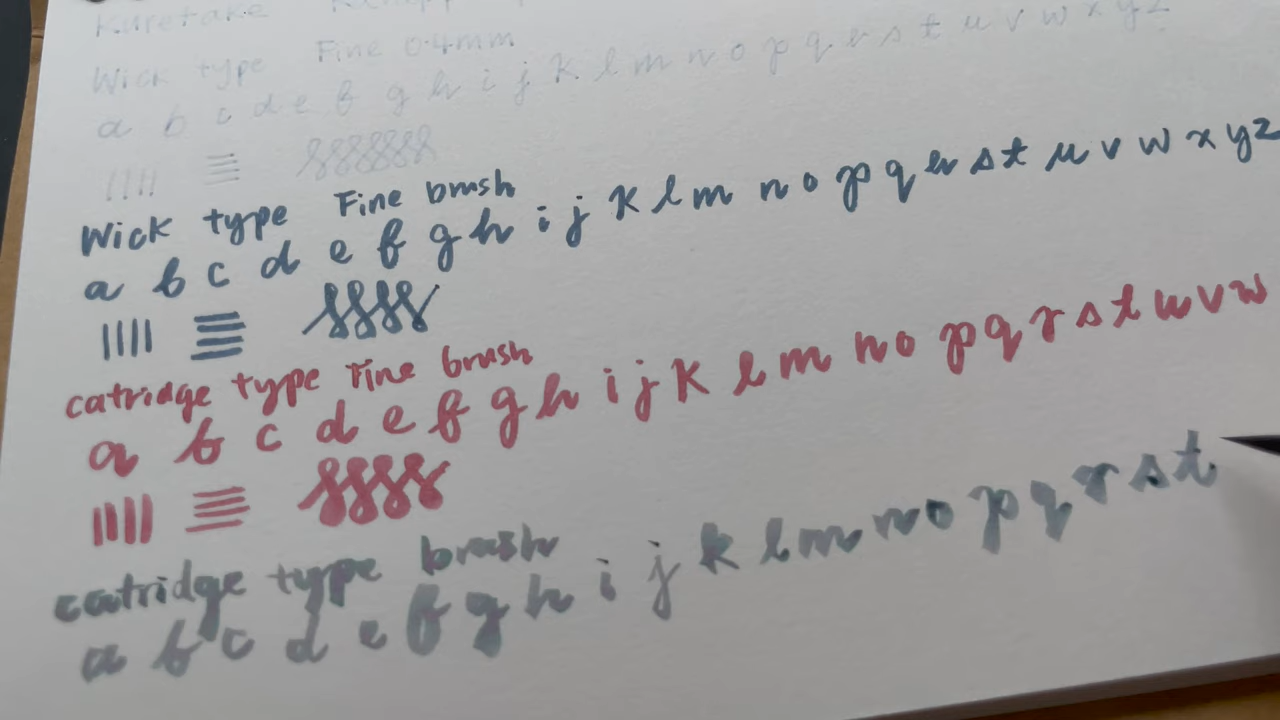 Kuretake
Wick type Fine 0.4mm
a b c d e f g h i j k l m n o p q r s t u v w x y z
Wick type Fine brush
a b c d e f g h i j k l m n o p q r s t u v w x y z
catridge type Fine brush
a b c d e f g h i j k l m n o p q r s t u v w
catridge type brush
a b c d e f g h i j k l m n o p q r s t